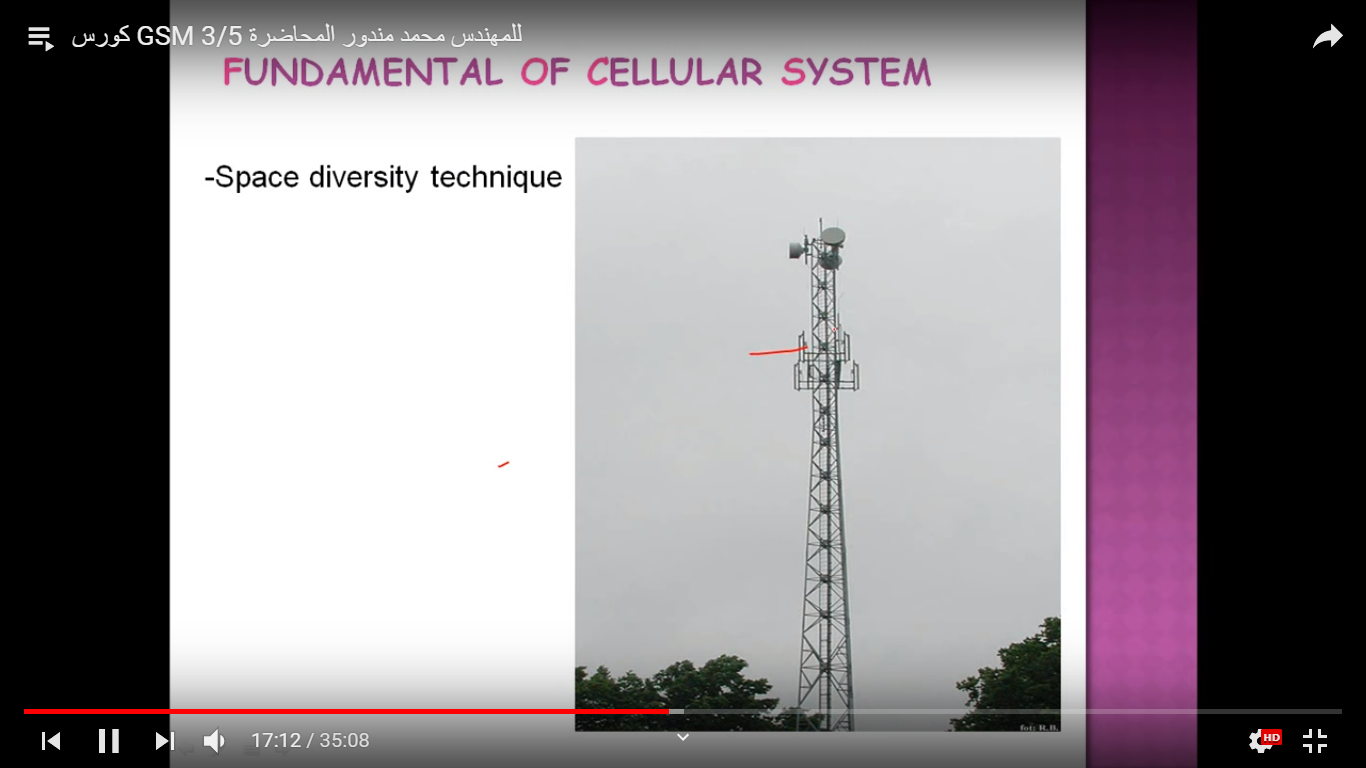 كورس GSM 3/5 للمهندس محمد مندور المحاضرة
FUNDAMENTAL OF CELLULAR SYSTEM
-Space diversity technique
fot: R.B.
HD
17:12 / 35:08